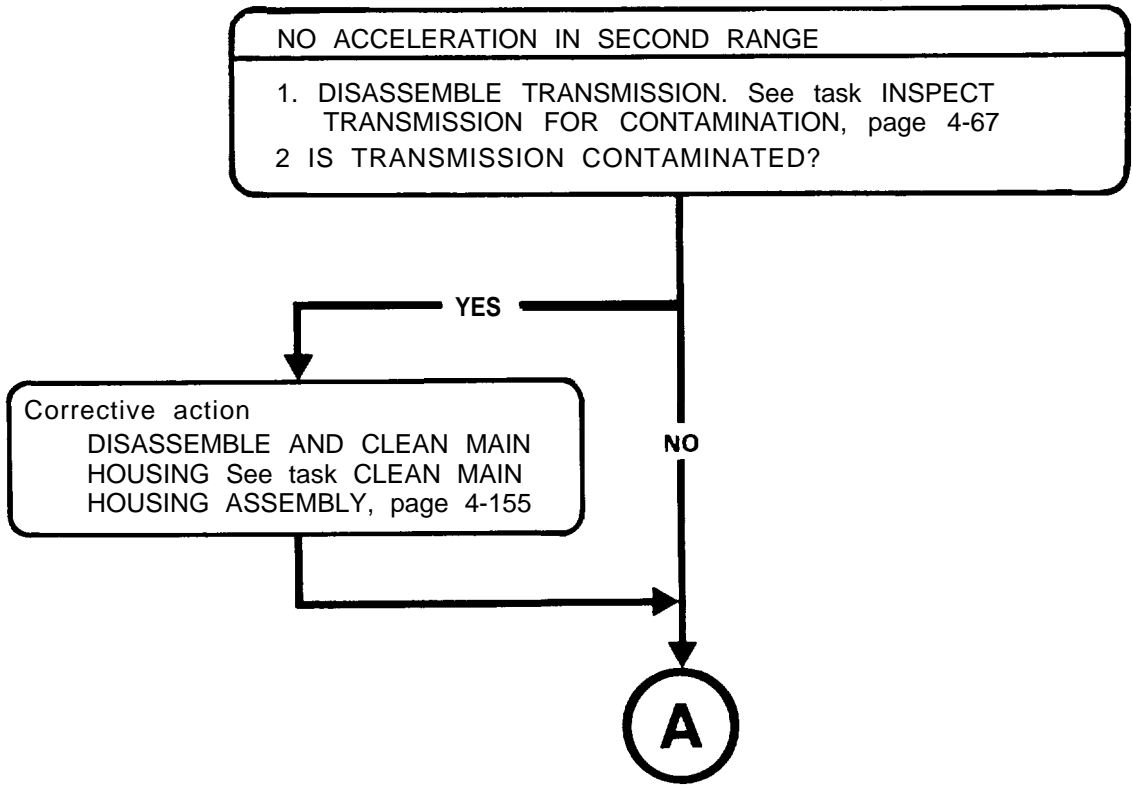 NO ACCELERATION IN SECOND RANGE
1. DISASSEMBLE TRANSMISSION. See task INSPECT
TRANSMISSION FOR CONTAMINATION, page 4-67
2 IS TRANSMISSION CONTAMINATED?
YES
Corrective action
DISASSEMBLE AND CLEAN MAIN
HOUSING See task CLEAN MAIN
HOUSING ASSEMBLY, page 4-155
NO
A